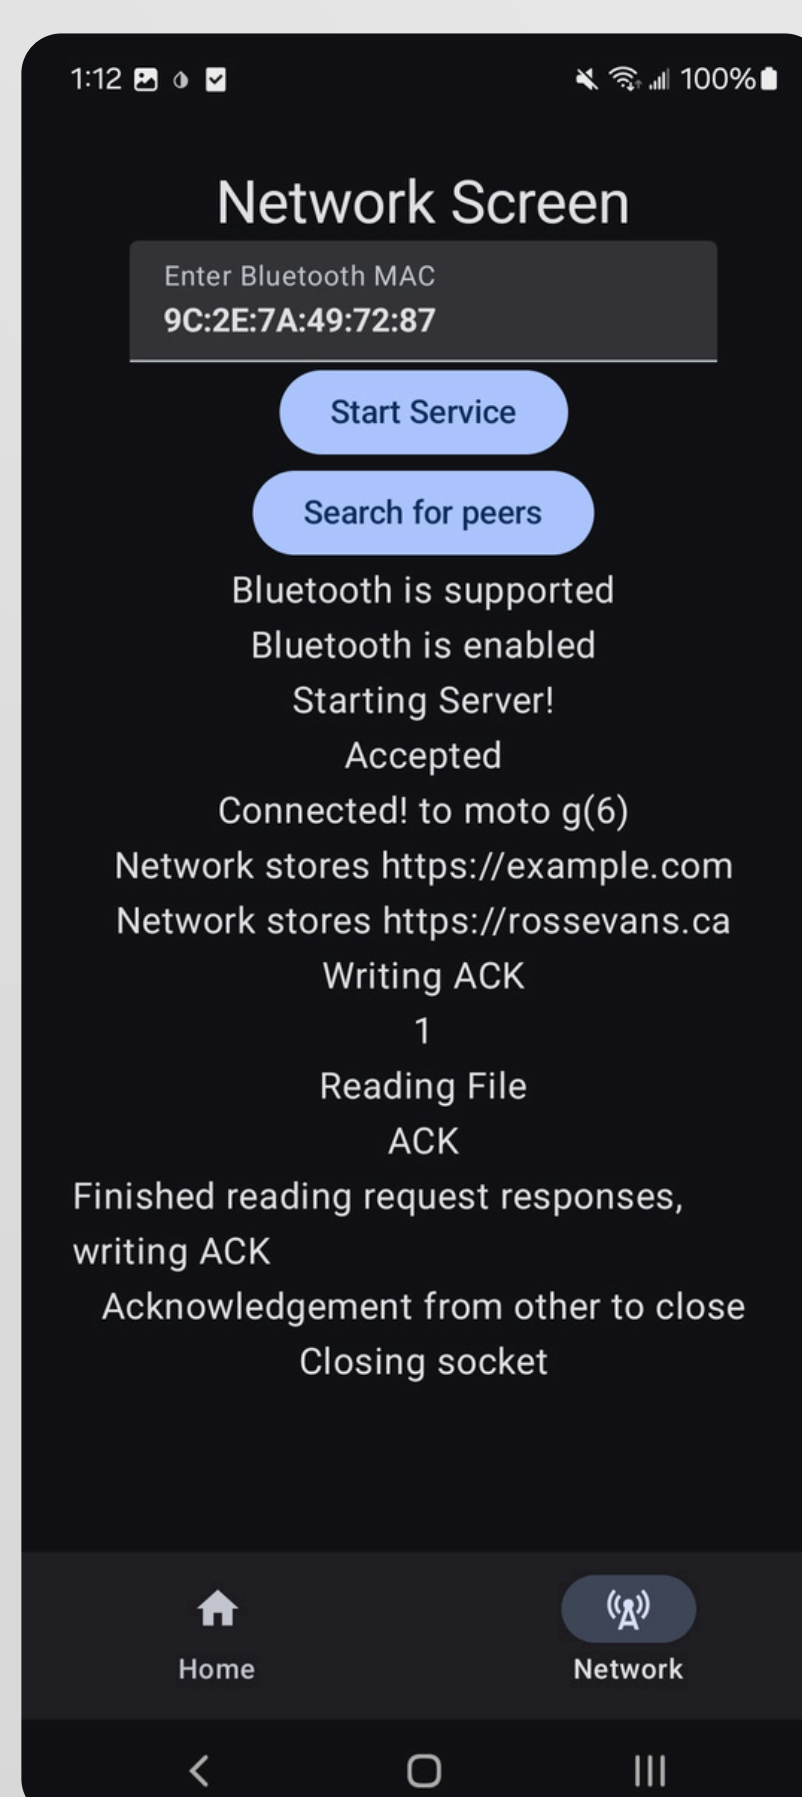 1:12 100%
Network Screen
Enter Bluetooth MAC
9C:2E:7A:49:72:87
Start Service
Search for peers
Bluetooth is supported
Bluetooth is enabled
Starting Server!
Accepted
Connected! to moto g(6)
Network stores https://example.com
Network stores https://rossevans.ca
Writing ACK
1
Reading File
ACK
Finished reading request responses,
writing ACK
Acknowledgement from other to close
Closing socket
Home Network